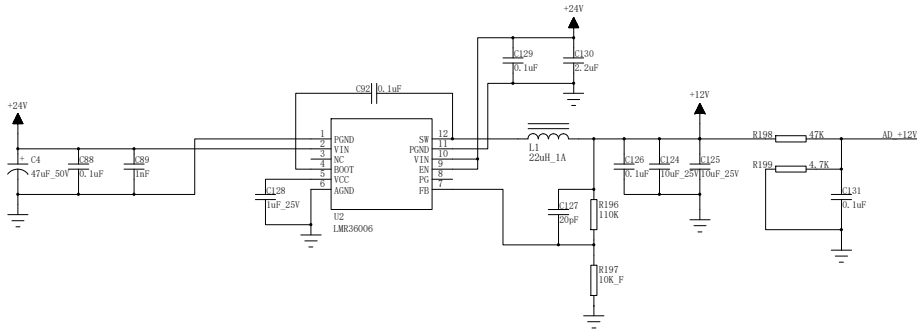 +24V
C129
0.1uF
C130
2.2uF
C92
0.1uF
+24V
+12V
C4
47uF_50V
C88
0.1uF
C89
1nF
1
2
3
4
5
6
PGND
VIN
NC
BOOT
VCC
AGND
SW
PGND
VIN
EN
PG
FB
12
11
10
9
8
7
U2
LMR36006
C128
1uF_25V
L1
22uH_1A
C127
20pF
R196
110K
R197
10K_F
C126
0.1uF
C124
10uF_25V
C125
10uF_25V
R198
47K
R199
4.7K
AD_+12V
C131
0.1uF